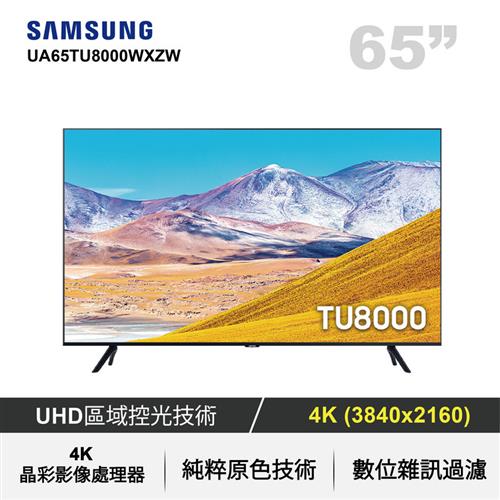 SAMSUNG
UA65TU8000WXZW
65”
TU8000
UHD區域控光技術 / 4K (3840x2160)
4K
晶彩影像處理器
純粹原色技術
數位雜訊過濾